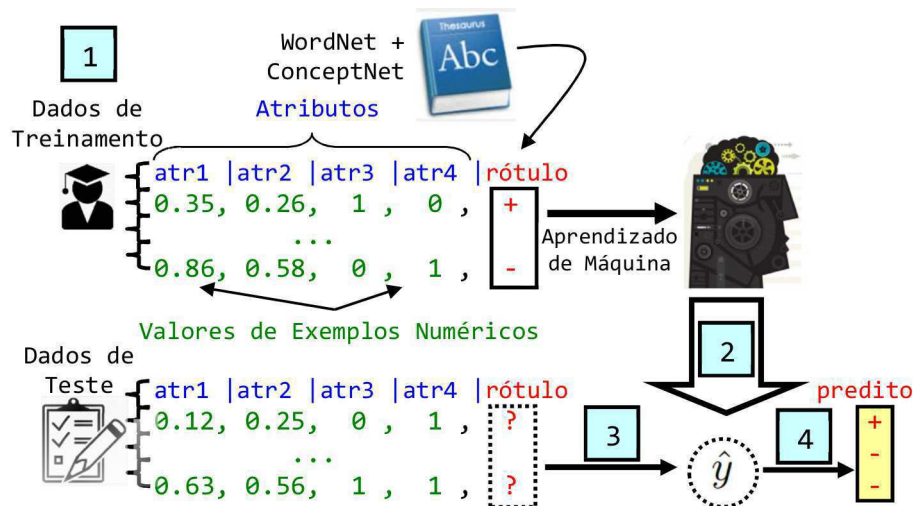 1
WordNet +
ConceptNet
Thesaurus
Abc
Dados de
Treinamento
Atributos
atr1 |atr2 |atr3 |atr4 |rótulo
0.35, 0.26, 1 , 0 , +
...
0.86, 0.58, 0 , 1 , -
Aprendizado
de Máquina
Valores de Exemplos Numéricos
2
Dados de
Teste
atr1 |atr2 |atr3 |atr4 |rótulo
0.12, 0.25, 0 , 1 , ?
...
0.63, 0.56, 1 , 1 , ?
3
ŷ
4
predito
+
-
-